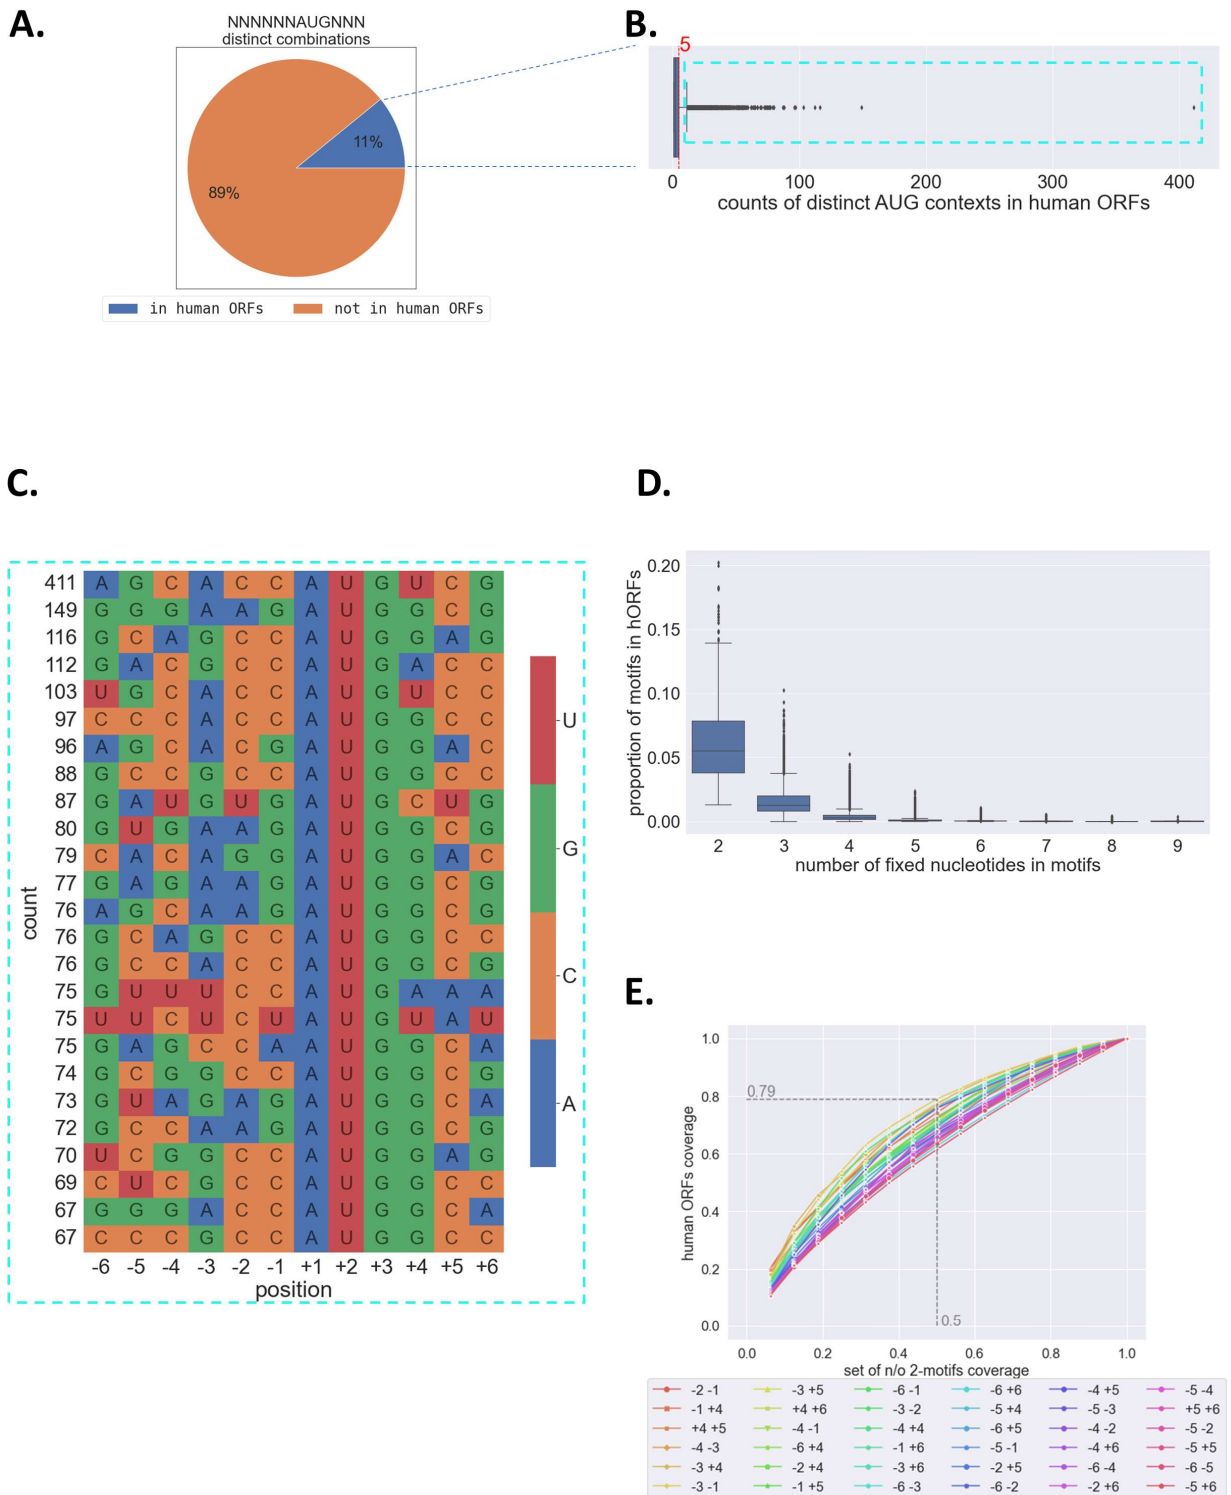 A.
NNNNNNAUGNNN
distinct combinations
11%
89%
in human ORFs
not in human ORFs
B.
5
0 100 200 300 400
counts of distinct AUG contexts in human ORFs
C.
411 A G C A C C A U G U C G
149 G G G A A G A U G G C G
116 G C A G C C A U G G A G
112 G A C G C C A U G A C C
103 U G C A C C A U G U C C
97 C C C A C C A U G G C C
96 A G C A C G A U G G A C
88 G C C G C C A U G G C C
87 G A U G U G A U G C U G
80 G U G A A G A U G G C G
79 C A C A G G A U G G A C
77 G A G A A G A U G G C G
76 A G C A A G A U G G C G
76 G C A G C C A U G G C C
76 G C C A C C A U G G C G
75 G U U U C C A U G A A A
75 U U C U C U A U G U A U
75 G A G C C A A U G G C A
74 G C G G C C A U G G C G
73 G U A G A G A U G G C A
72 G C C A A G A U G G C G
70 U C G G C C A U G G A G
69 C U C G C C A U G G C C
67 G G G A C C A U G G C A
67 C C C G C C A U G G C C
-6 -5 -4 -3 -2 -1 +1 +2 +3 +4 +5 +6
position
count
U
G
C
A
D.
0.20
0.15
0.10
0.05
0.00
proportion of motifs in hORFs
2 3 4 5 6 7 8 9
number of fixed nucleotides in motifs
E.
1.0
0.8
0.6
0.4
0.2
0.0
human ORFs coverage
0.79
0.5
0.0 0.2 0.4 0.6 0.8 1.0
set of n/o 2-motifs coverage
-2 -1 -3 +5 -6 -1 -6 +6 -4 +5 -5 -4
-1 +4 +4 +6 -3 -2 -5 +4 -5 -3 +5 +6
+4 +5 -4 -1 -4 +4 -6 +5 -4 -2 -5 -2
-4 -3 -6 +4 -1 +6 -5 -1 -4 +6 -5 +5
-3 +4 -2 +4 -3 +6 -2 +5 -6 -4 -6 -5
-3 -1 -1 +5 -6 -3 -6 -2 -2 +6 -5 +6